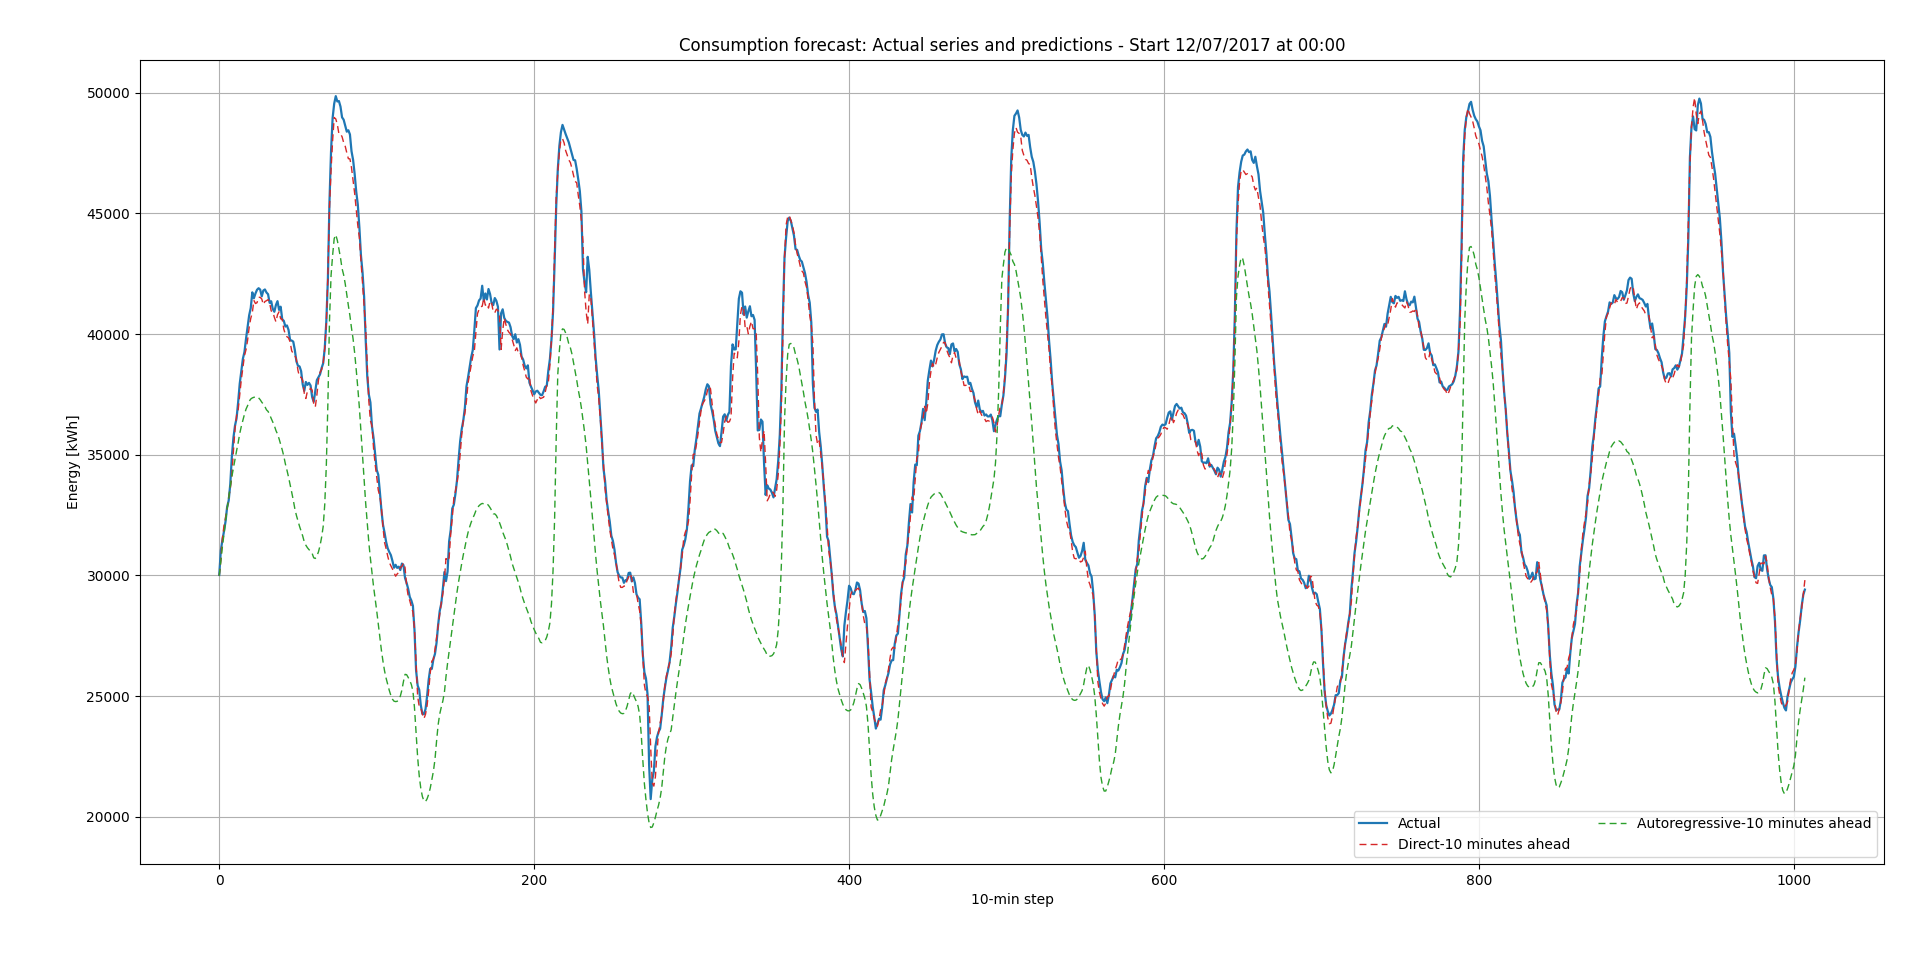 Consumption forecast: Actual series and predictions - Start 12/07/2017 at 00:00
Energy [kWh]
50000
45000
40000
35000
30000
25000
20000
0 200 400 600 800 1000
10-min step
Actual
Direct-10 minutes ahead
Autoregressive-10 minutes ahead